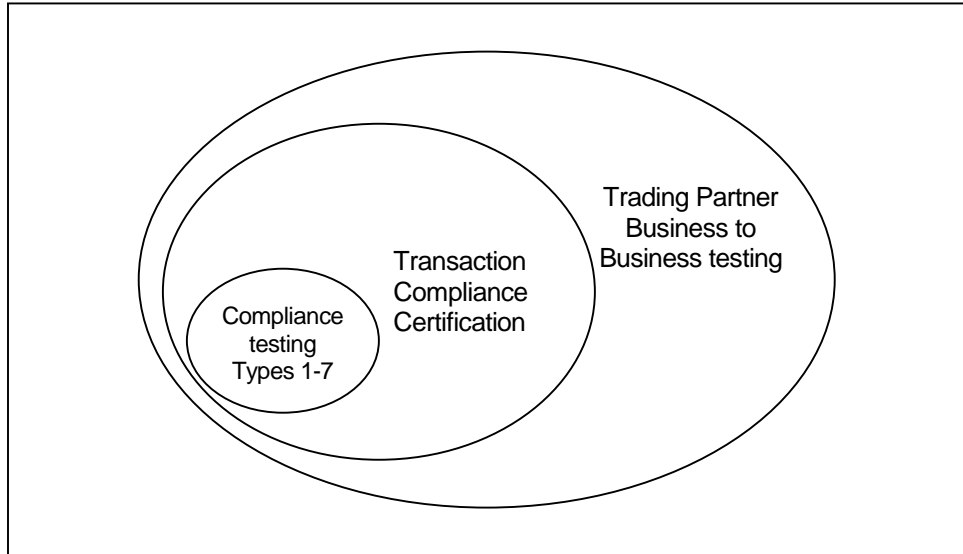 Trading Partner
Business to
Business testing
Transaction
Compliance
Certification
Compliance
testing
Types 1-7